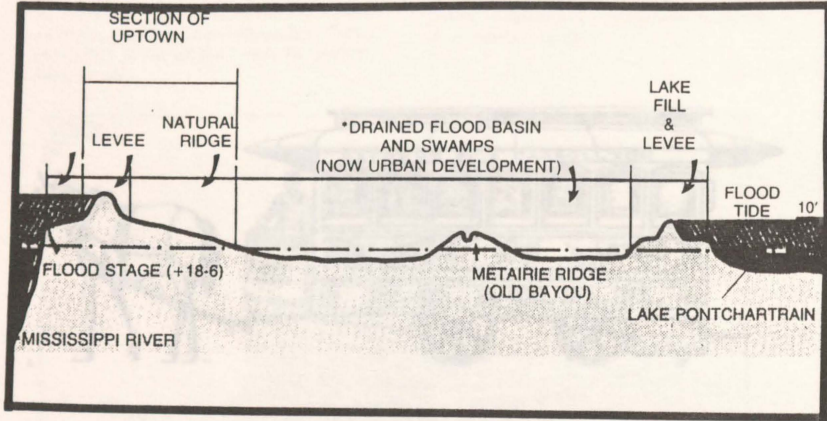 SECTION OF
UPTOWN
LEVEE
NATURAL
RIDGE
*DRAINED FLOOD BASIN
AND SWAMPS
(NOW URBAN DEVELOPMENT)
LAKE
FILL
&
LEVEE
FLOOD
TIDE
10'
FLOOD STAGE (+18-6)
METAIRIE RIDGE
(OLD BAYOU)
LAKE PONTCHARTRAIN
MISSISSIPPI RIVER